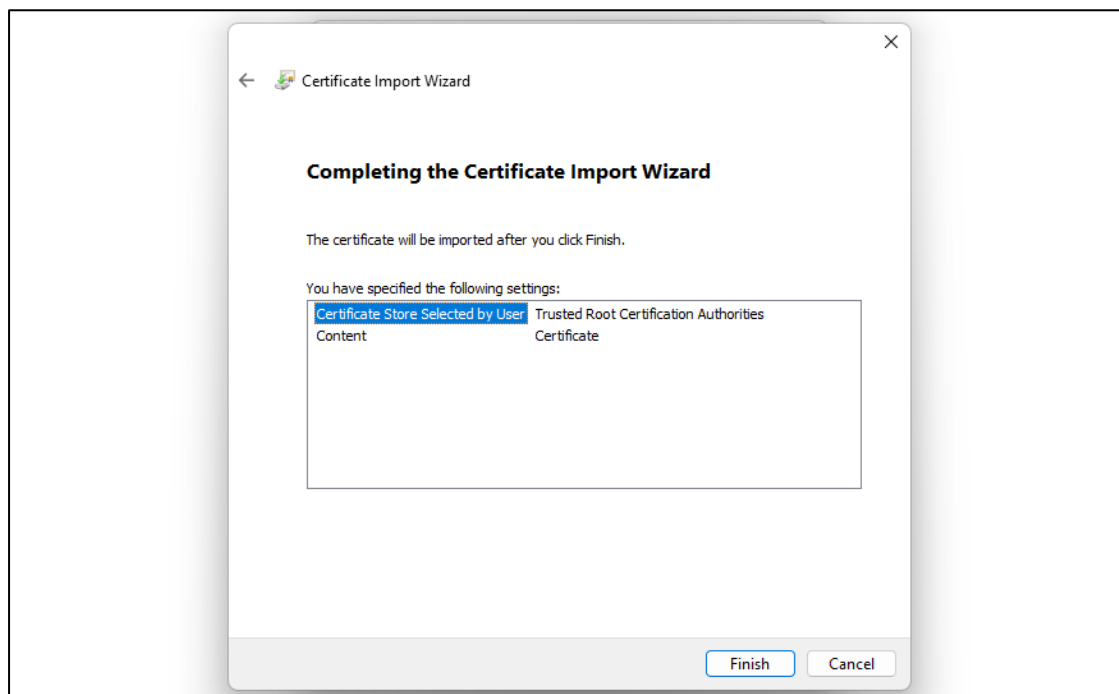 Certificate Import Wizard
Completing the Certificate Import Wizard
The certificate will be imported after you click Finish.
You have specified the following settings:
Certificate Store Selected by User Trusted Root Certification Authorities
Content Certificate
Finish Cancel